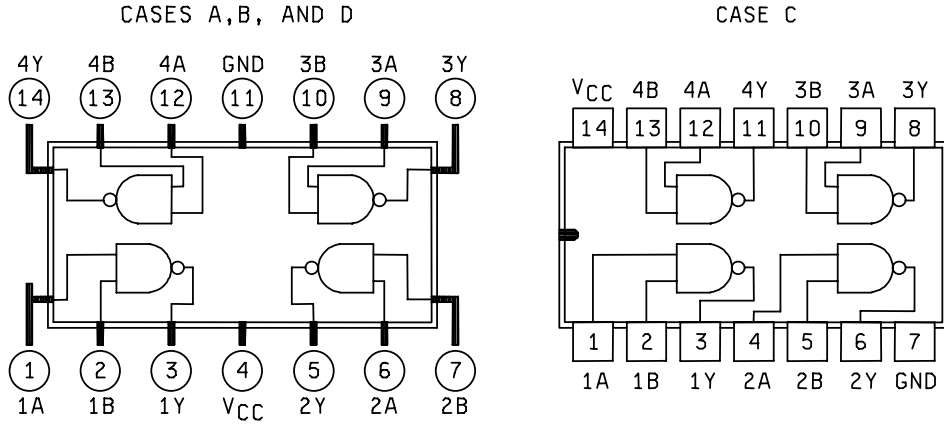 CASES A,B, AND D
4Y 4B 4A GND 3B 3A 3Y
14 13 12 11 10 9 8
1 2 3 4 5 6 7
1A 1B 1Y VCC 2Y 2A 2B
CASE C
VCC 4B 4A 4Y 3B 3A 3Y
14 13 12 11 10 9 8
1 2 3 4 5 6 7
1A 1B 1Y 2A 2B 2Y GND